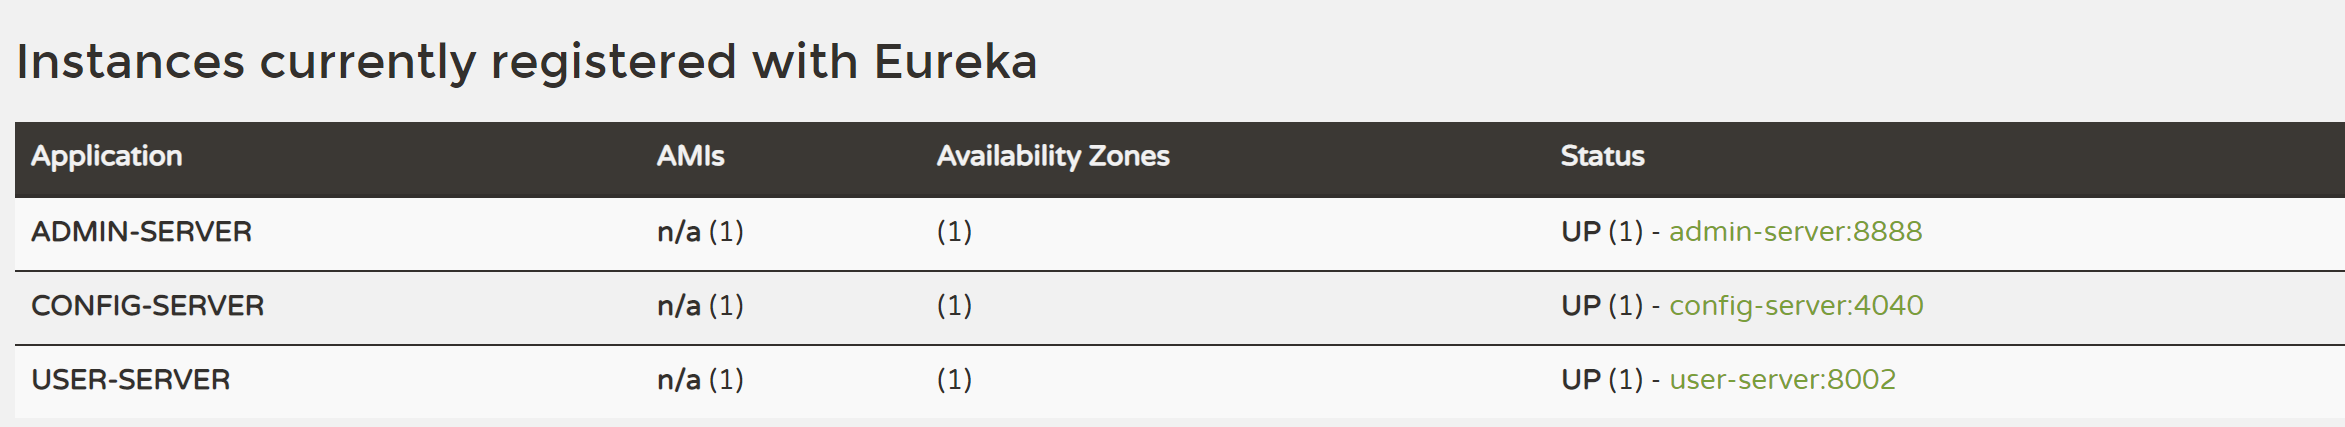 Instances currently registered with Eureka
Application AMIs Availability Zones Status
ADMIN-SERVER n/a (1) (1) UP (1) - admin-server:8888
CONFIG-SERVER n/a (1) (1) UP (1) - config-server:4040
USER-SERVER n/a (1) (1) UP (1) - user-server:8002